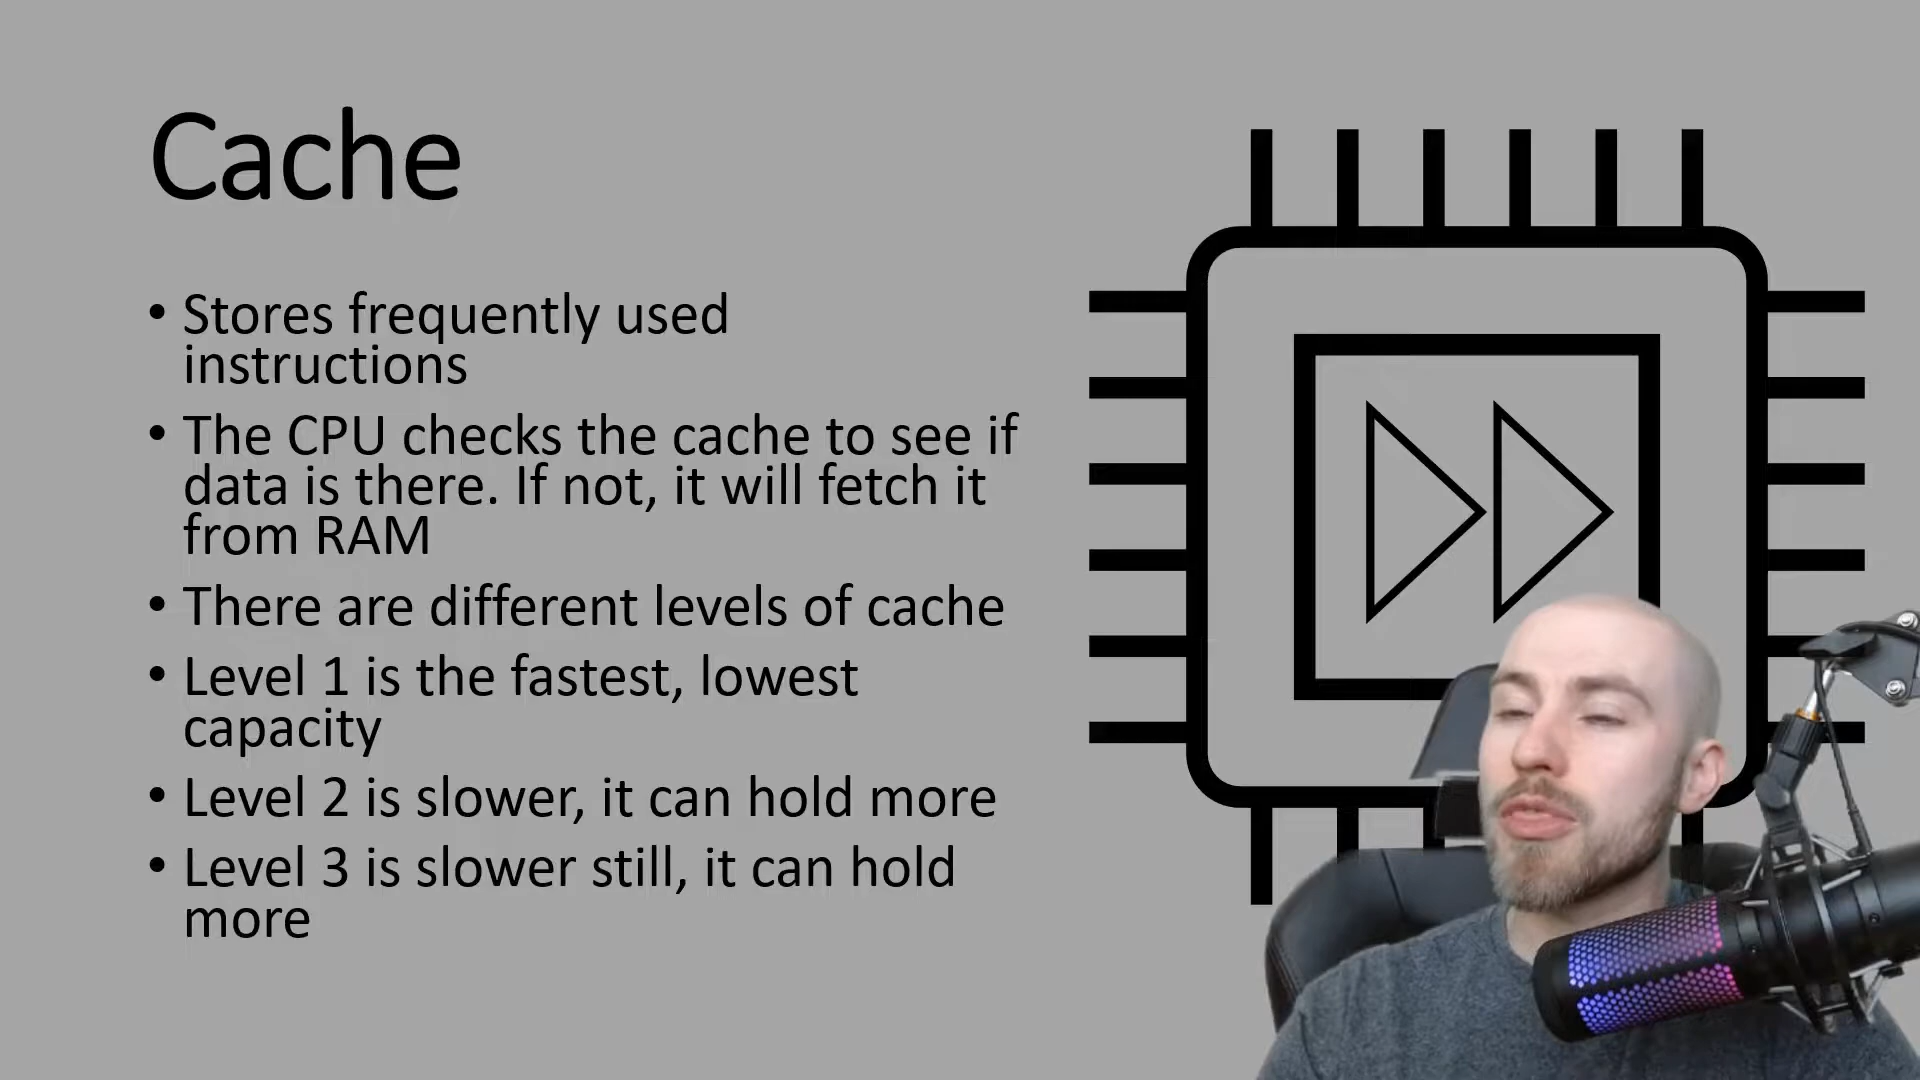 Cache
• Stores frequently used
instructions
• The CPU checks the cache to see if
data is there. If not, it will fetch it
from RAM
• There are different levels of cache
• Level 1 is the fastest, lowest
capacity
• Level 2 is slower, it can hold more
• Level 3 is slower still, it can hold
more